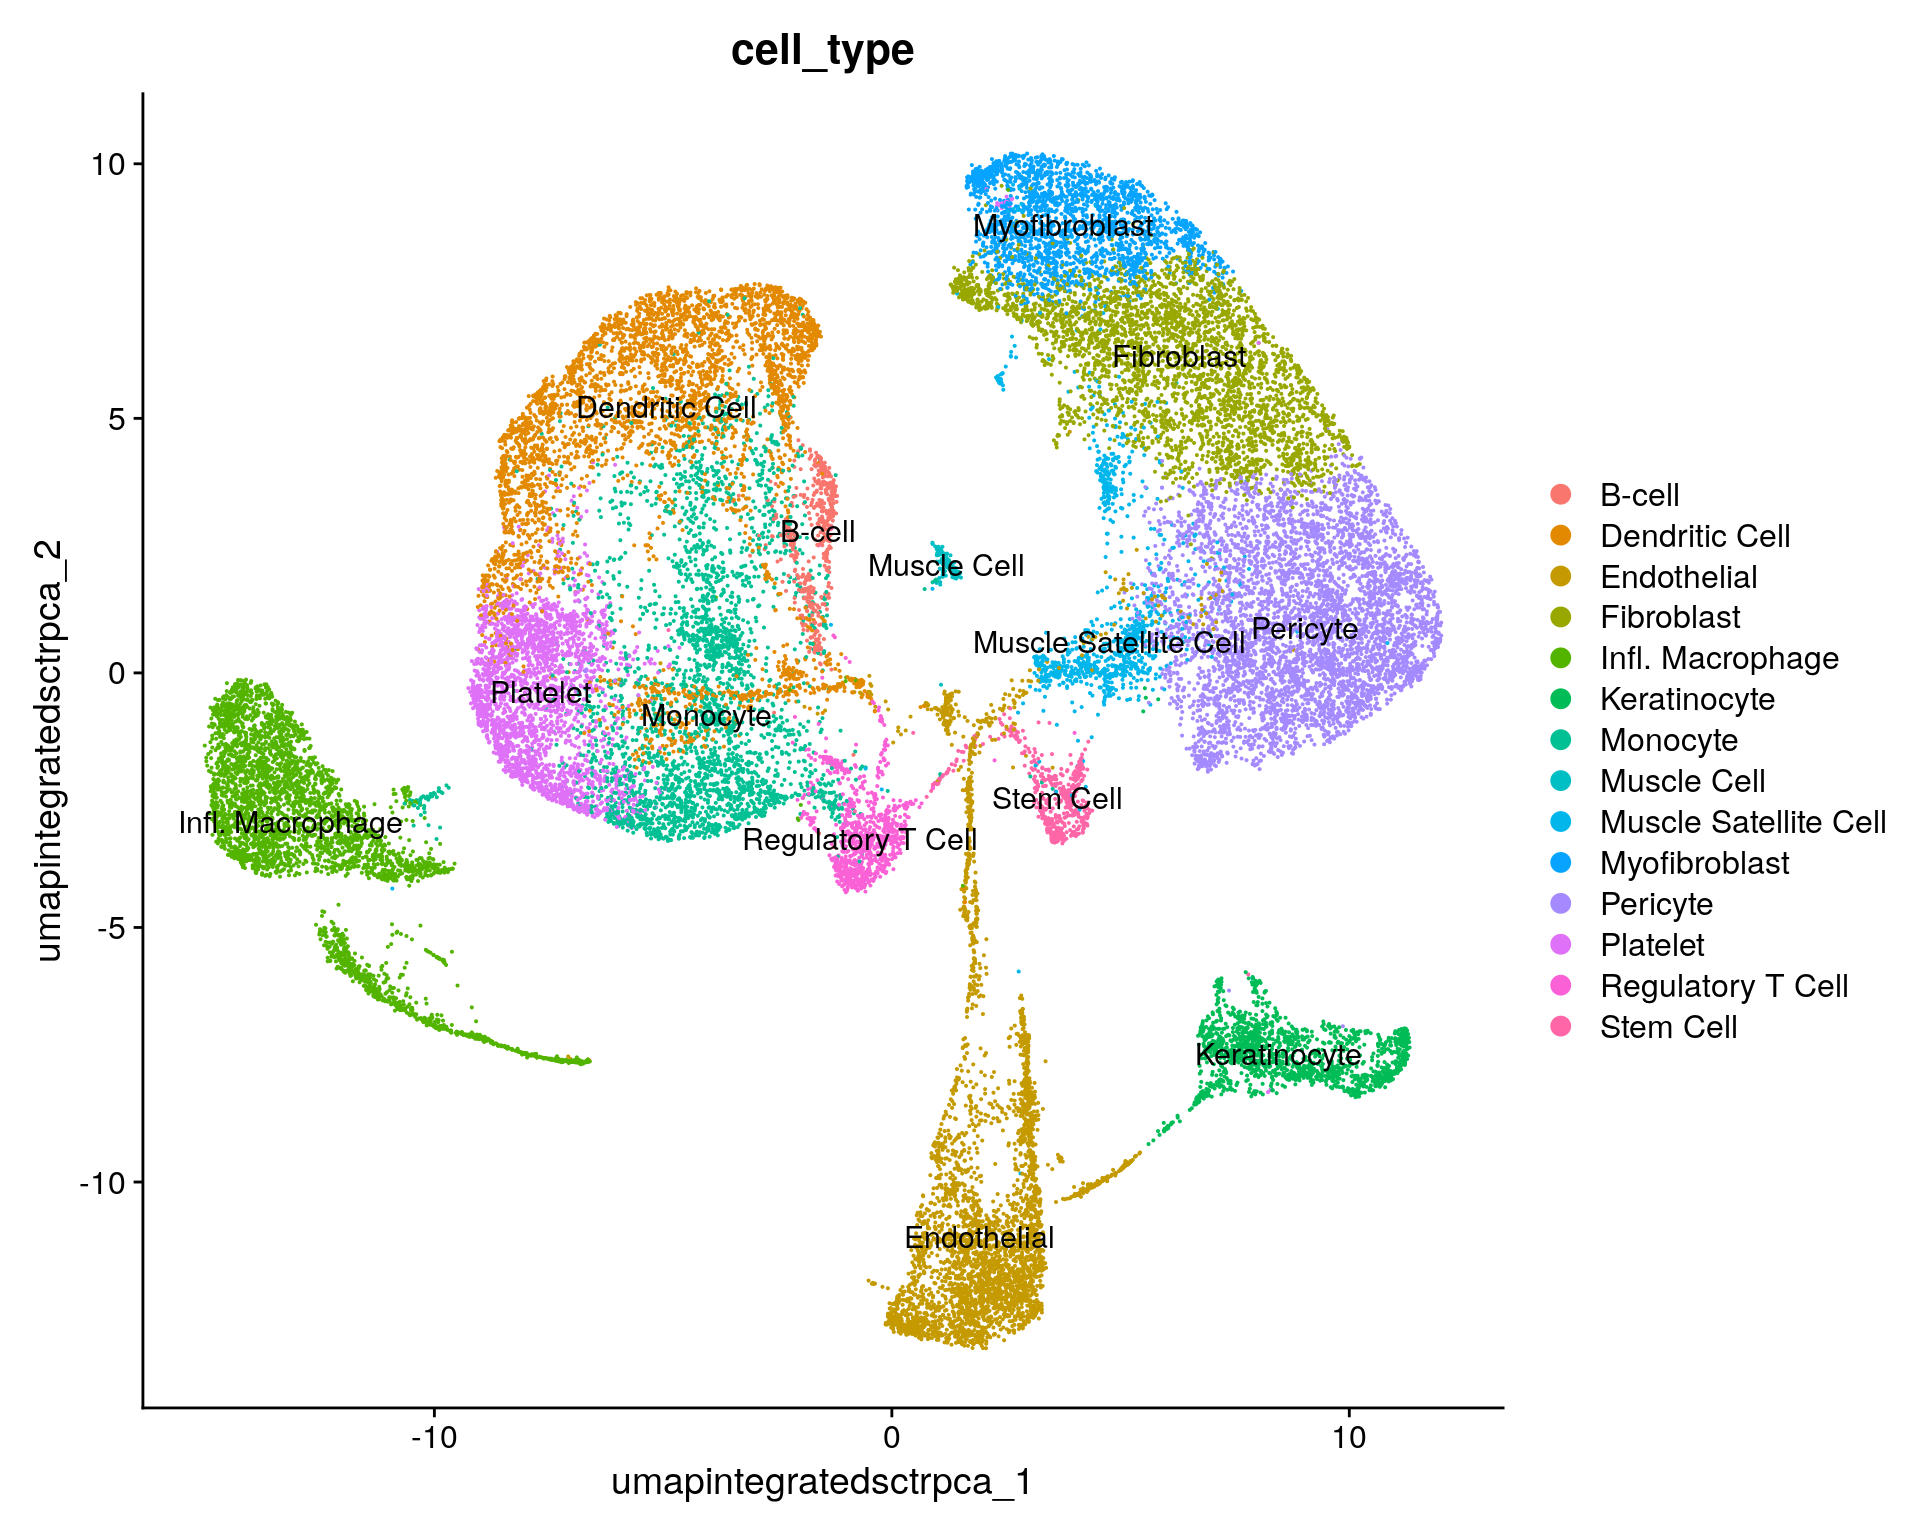 cell_type
umapintegratedsctrpca_2
10
5
0
-5
-10
Myofibroblast
Fibroblast
Dendritic Cell
B-cell
Muscle Cell
Muscle Satellite Cell
Pericyte
Platelet
Monocyte
Stem Cell
Infl. Macrophage
Regulatory T Cell
Keratinocyte
Endothelial
-10
0
10
umapintegratedsctrpca_1
B-cell
Dendritic Cell
Endothelial
Fibroblast
Infl. Macrophage
Keratinocyte
Monocyte
Muscle Cell
Muscle Satellite Cell
Myofibroblast
Pericyte
Platelet
Regulatory T Cell
Stem Cell